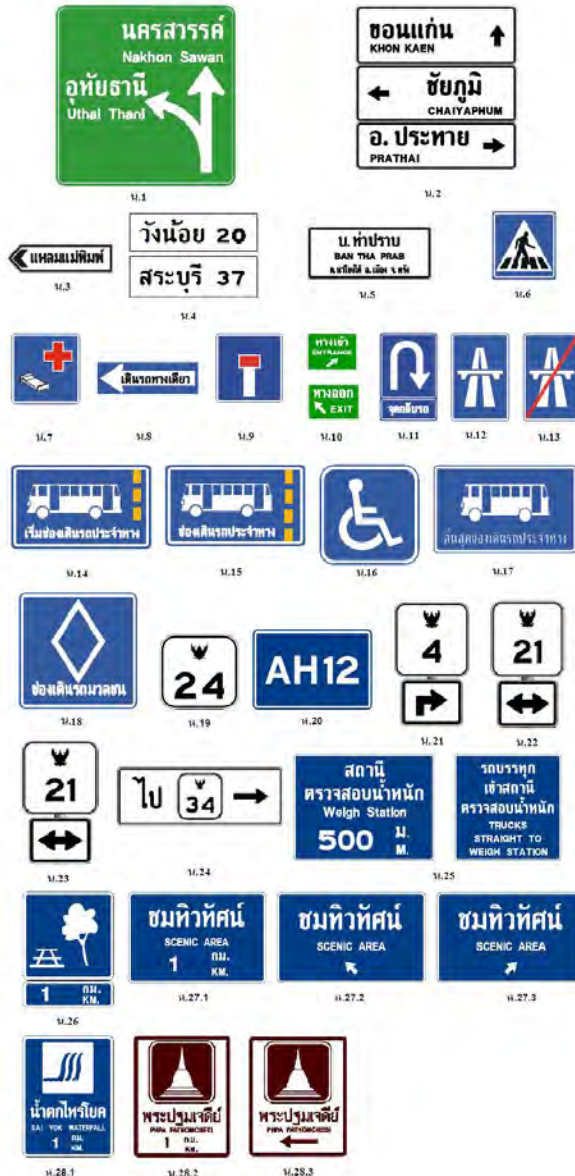 นครสวรรค์
Nakhon Sawan
อุทัยธานี
Uthai Thani
น.1
ขอนแก่น
KHON KAEN
ชัยภูมิ
CHAIYAPHUM
อ. ประทาย
PRATHAI
น.2
แหลมแม่พิมพ์
น.3
วังน้อย 20
สระบุรี 37
น.4
บ. ท่าปราบ
BAN THA PRAB
น.5
น.6
น.7
เดินรถทางเดียว
น.8
น.9
ทางเข้า
ENTRANCE
ทางออก
EXIT
น.10
จุดกลับรถ
น.11
น.12
น.13
เริ่มช่องเดินรถประจำทาง
น.14
ช่องเดินรถประจำทาง
น.15
น.16
สิ้นสุดช่องเดินรถประจำทาง
น.17
ช่องเดินรถมวลชน
น.18
24
น.19
AH12
น.20
4
น.21
21
น.22
21
น.23
ไป 34
น.24
สถานี
ตรวจสอบน้ำหนัก
Weigh Station
500 ม.
M.
รถบรรทุก
เข้าสถานี
ตรวจสอบน้ำหนัก
TRUCKS
STRAIGHT TO
WEIGH STATION
น.25
1 กม.
KM.
น.26
ชมทิวทัศน์
SCENIC AREA
1 กม.
KM.
น.27.1
ชมทิวทัศน์
SCENIC AREA
น.27.2
ชมทิวทัศน์
SCENIC AREA
น.27.3
น้ำตกไทรโยค
SAI YOK WATERFALL
1 กม.
KM.
น.28.1
พระปฐมเจดีย์
PHRA PATHOMCHEDI
1 กม.
KM.
น.28.2
พระปฐมเจดีย์
PHRA PATHOMCHEDI
น.28.3